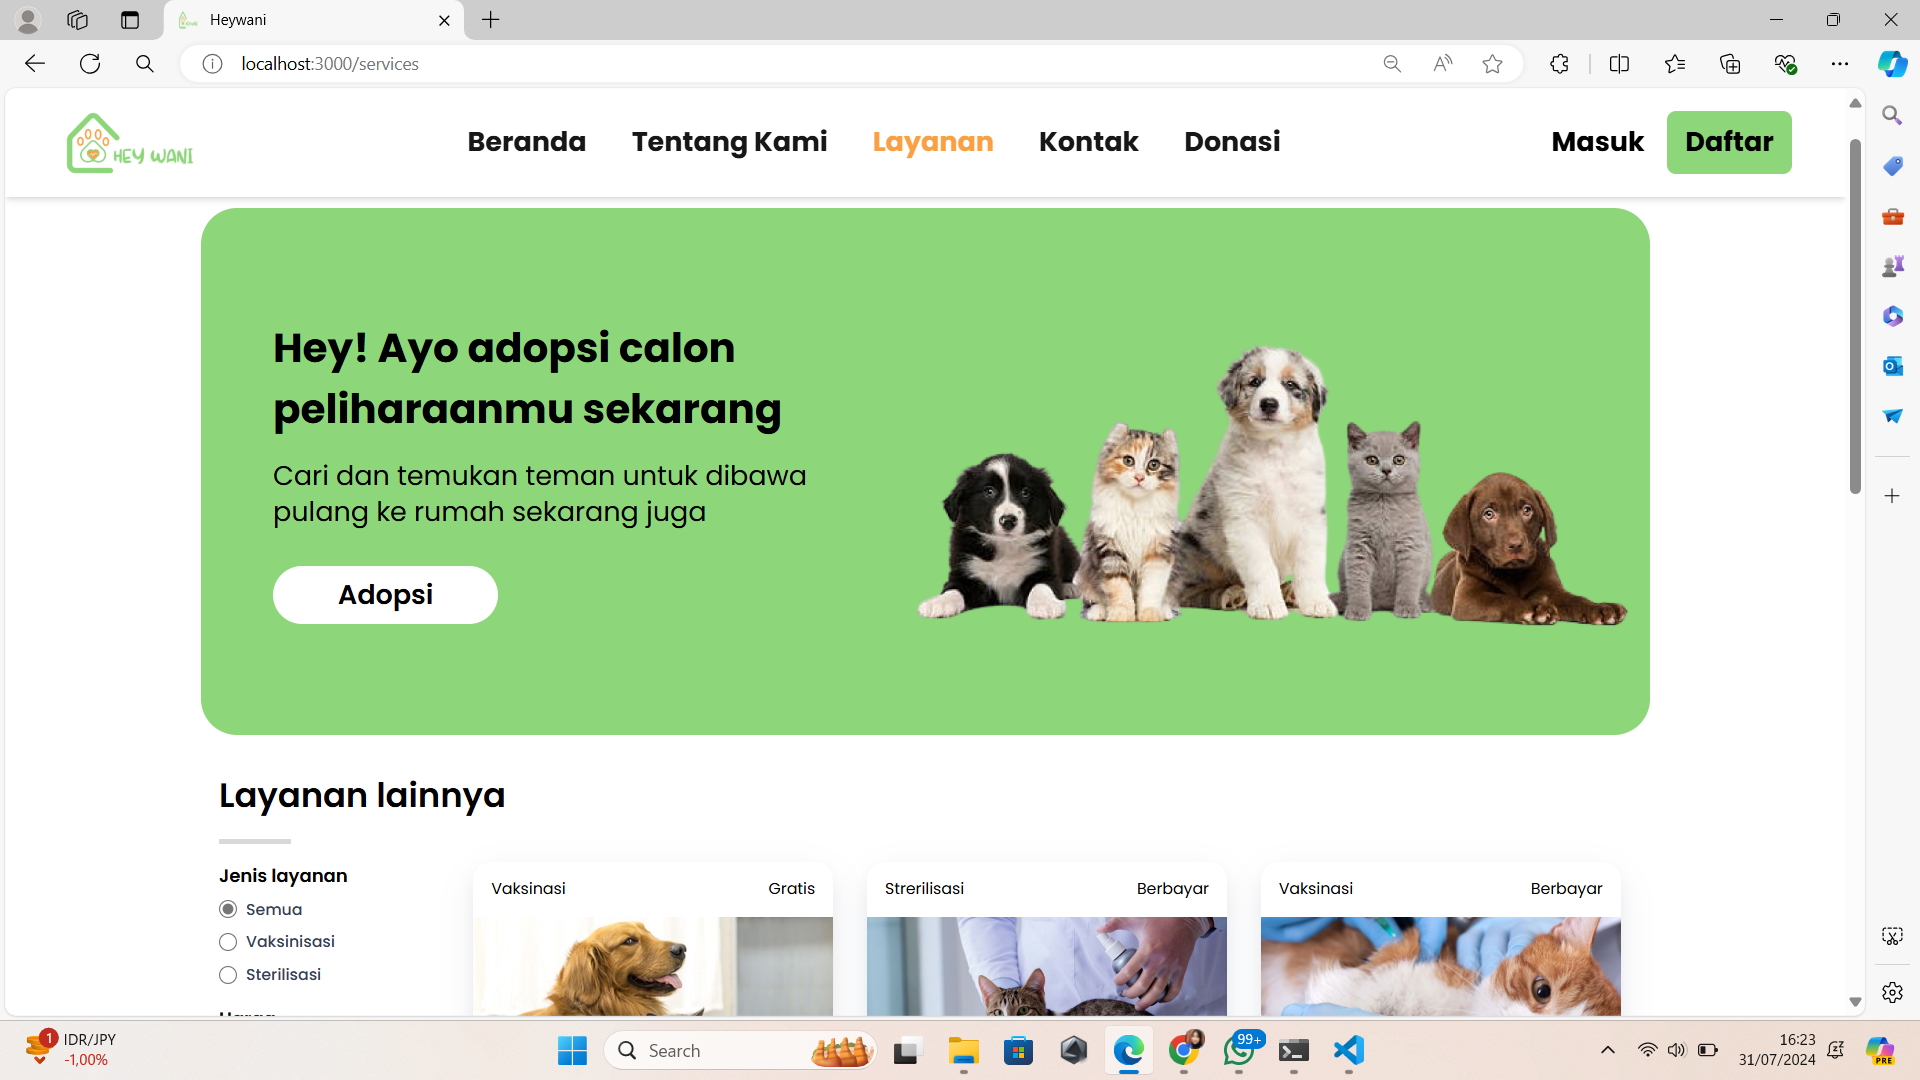 Heywani
localhost:3000/services
HEY WANI
Beranda
Tentang Kami
Layanan
Kontak
Donasi
Masuk
Daftar
Hey! Ayo adopsi calon
peliharaanmu sekarang
Cari dan temukan teman untuk dibawa
pulang ke rumah sekarang juga
Adopsi
Layanan lainnya
Jenis layanan
Semua
Vaksinisasi
Sterilisasi
Vaksinasi Gratis
Strerilisasi Berbayar
Vaksinasi Berbayar
1
IDR/JPY
-1,00%
Search
99+
16:23
31/07/2024
PRE